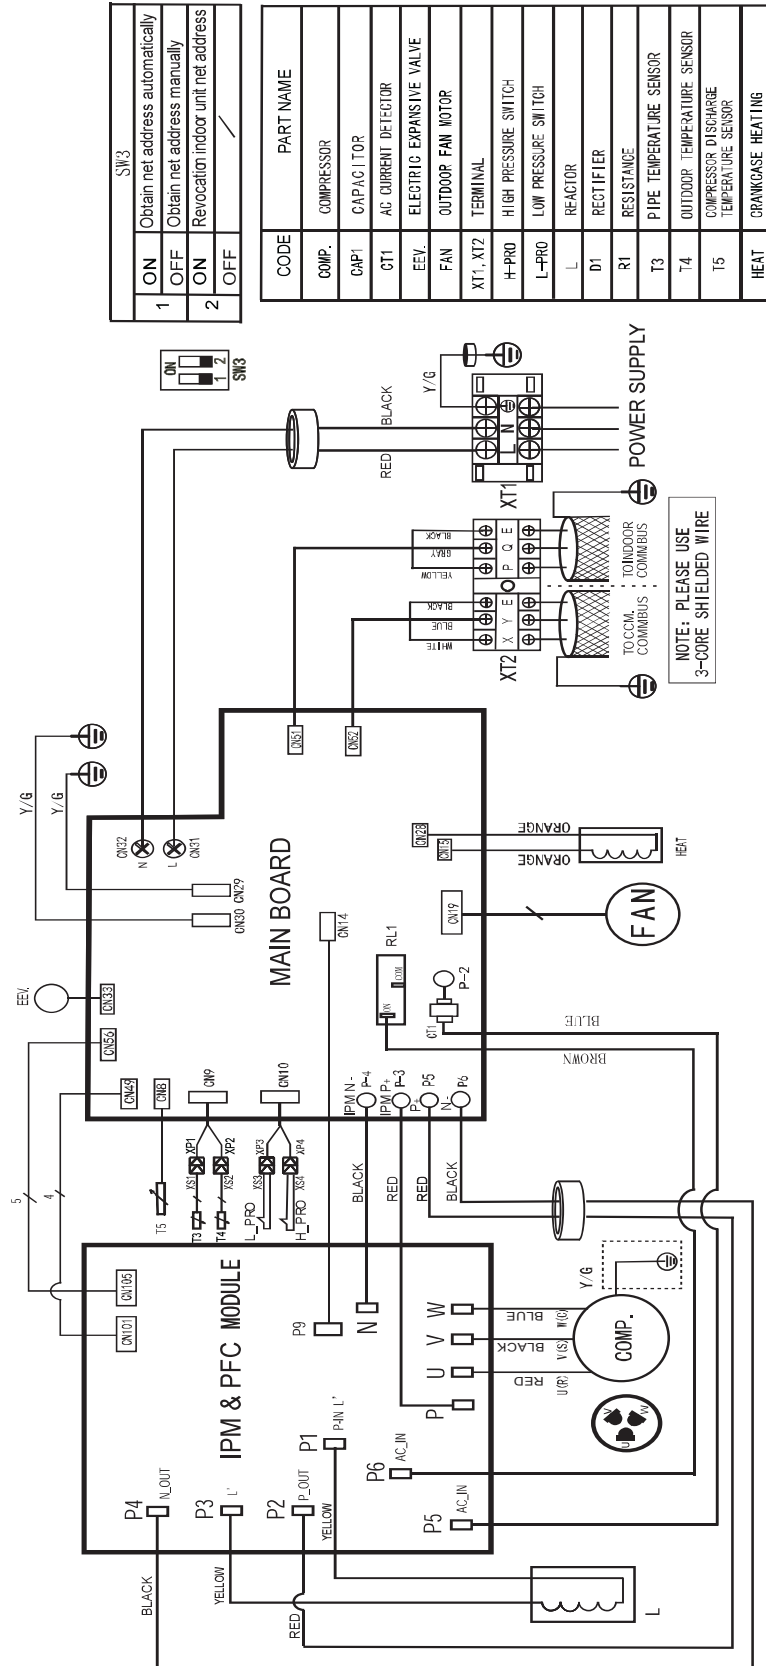 SW3
1
ON
Obtain net address automatically
OFF
Obtain net address manually
2
ON
Revocation indoor unit net address
OFF
CODE
PART NAME
COMP.
COMPRESSOR
CAP1
CAPACITOR
CT1
AC CURRENT DETECTOR
EEV.
ELECTRIC EXPANSIVE VALVE
FAN
OUTDOOR FAN MOTOR
XT1, XT2
TERMINAL
H-PRO
HIGH PRESSURE SWITCH
L-PRO
LOW PRESSURE SWITCH
L
REACTOR
D1
RECTIFIER
R1
RESISTANCE
T3
PIPE TEMPERATURE SENSOR
T4
OUTDOOR TEMPERATURE SENSOR
T5
COMPRESSOR DISCHARGE
TEMPERATURE SENSOR
HEAT
CRANKCASE HEATING
ON
1 2
SW3
BLACK
RED
Y/G
L N
XT1
POWER SUPPLY
BLACK
GRAY
YELLOW
BLACK
BLUE
WHITE
X Y E O P Q E
XT2
TO CCM.
COMMBUS
TO INDOOR
COMMBUS
NOTE: PLEASE USE
3-CORE SHIELDED WIRE
Y/G
Y/G
CN32
N
L
CN31
CN51
CN52
CN29
CN30
MAIN BOARD
CN14
CN28
CN15
ORANGE
ORANGE
HEAT
CN19
FAN
RL1
COM
ON
CT1
P-2
BLUE
BROWN
EEV.
CN33
CN56
CN49
CN8
CN9
CN10
5
4
T5
XP1
XP2
XS1
XS2
T3
T4
XP3
XP4
XS3
XS4
L_PRO
H_PRO
IPM N-
P-4
IPM P+
P-3
P+
P5
N-
P6
BLACK
RED
RED
BLACK
CN105
CN101
IPM & PFC MODULE
P9
N
P
U
V
W
RED
BLACK
BLUE
U(R)
V(S)
W(C)
Y/G
COMP.
U
V
W
P4
N_OUT
P3
L'
P2
P_OUT
P1
P-IN L'
P6
AC_IN
P5
AC_IN
BLACK
YELLOW
RED
YELLOW
L